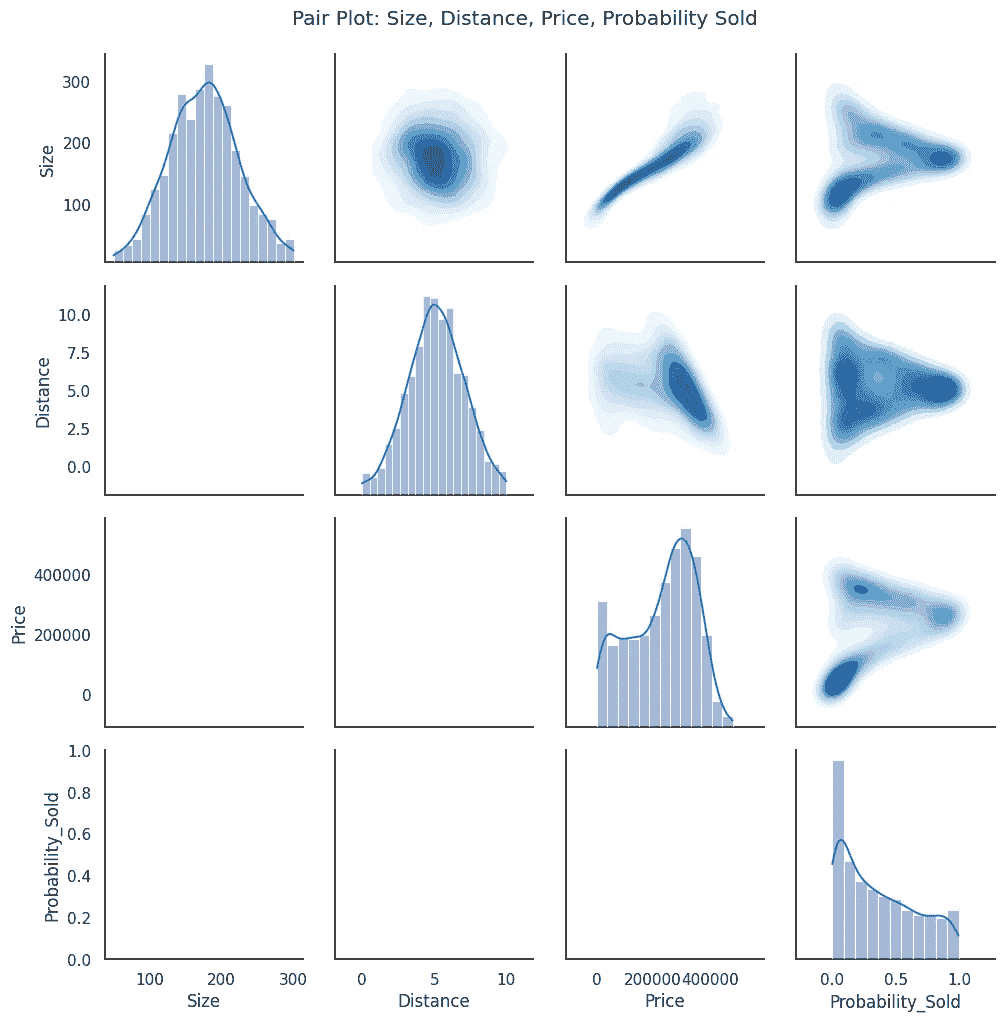 Pair Plot: Size, Distance, Price, Probability Sold
300
200
100
Size
10.0
7.5
5.0
2.5
0.0
Distance
400000
200000
0
Price
1.0
0.8
0.6
0.4
0.2
0.0
Probability_Sold
100 200 300
Size
0 5 10
Distance
0 200000 400000
Price
0.0 0.5 1.0
Probability_Sold